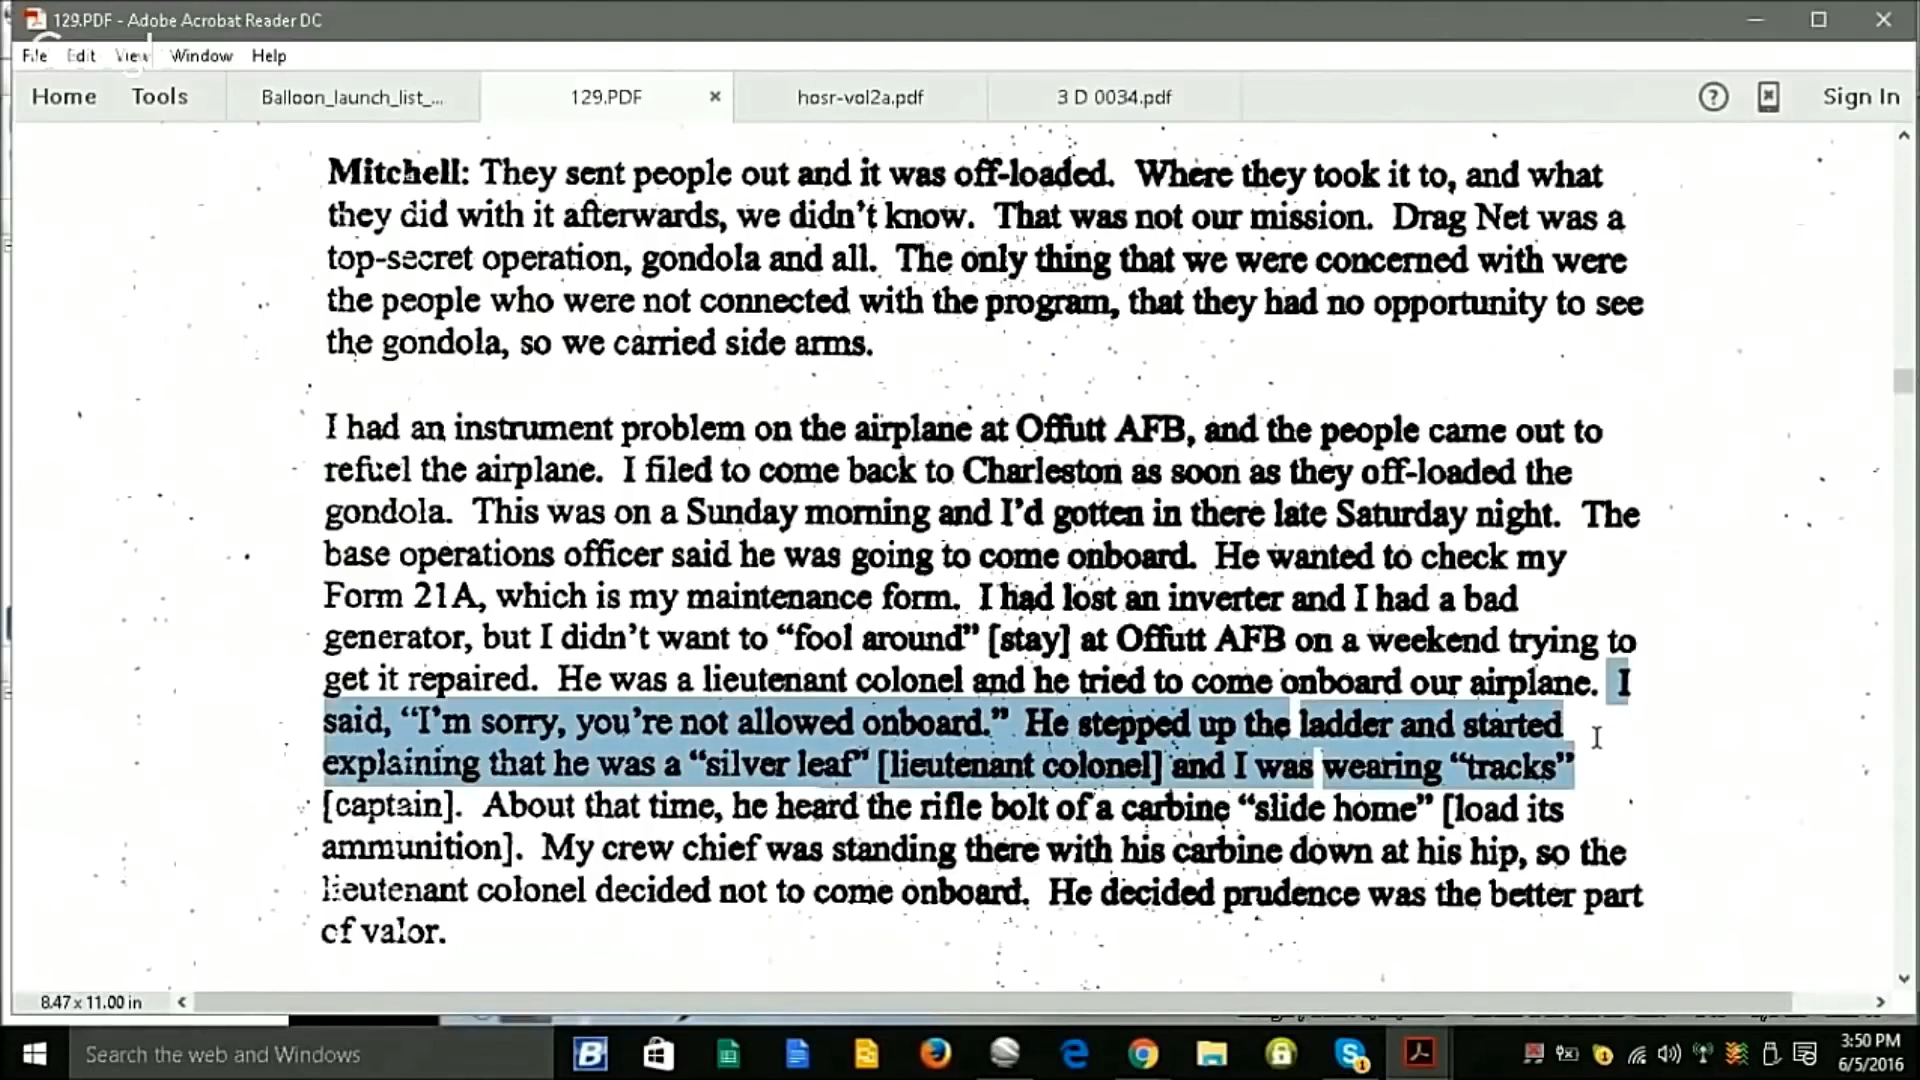 129.PDF - Adobe Acrobat Reader DC
File Edit View Window Help
Home Tools Balloon_launch_list_... 129.PDF × hosr-vol2a.pdf 3 D 0034.pdf Sign In
Mitchell: They sent people out and it was off-loaded. Where they took it to, and what
they did with it afterwards, we didn't know. That was not our mission. Drag Net was a
top-secret operation, gondola and all. The only thing that we were concerned with were
the people who were not connected with the program, that they had no opportunity to see
the gondola, so we carried side arms.
I had an instrument problem on the airplane at Offutt AFB, and the people came out to
refuel the airplane. I filed to come back to Charleston as soon as they off-loaded the
gondola. This was on a Sunday morning and I'd gotten in there late Saturday night. The
base operations officer said he was going to come onboard. He wanted to check my
Form 21A, which is my maintenance form. I had lost an inverter and I had a bad
generator, but I didn't want to "fool around" [stay] at Offutt AFB on a weekend trying to
get it repaired. He was a lieutenant colonel and he tried to come onboard our airplane. I
said, "I'm sorry, you're not allowed onboard." He stepped up the ladder and started
explaining that he was a "silver leaf" [lieutenant colonel] and I was wearing "tracks"
[captain]. About that time, he heard the rifle bolt of a carbine "slide home" [load its
ammunition]. My crew chief was standing there with his carbine down at his hip, so the
lieutenant colonel decided not to come onboard. He decided prudence was the better part
of valor.
8.47 x 11.00 in
Search the web and Windows
3:50 PM
6/5/2016